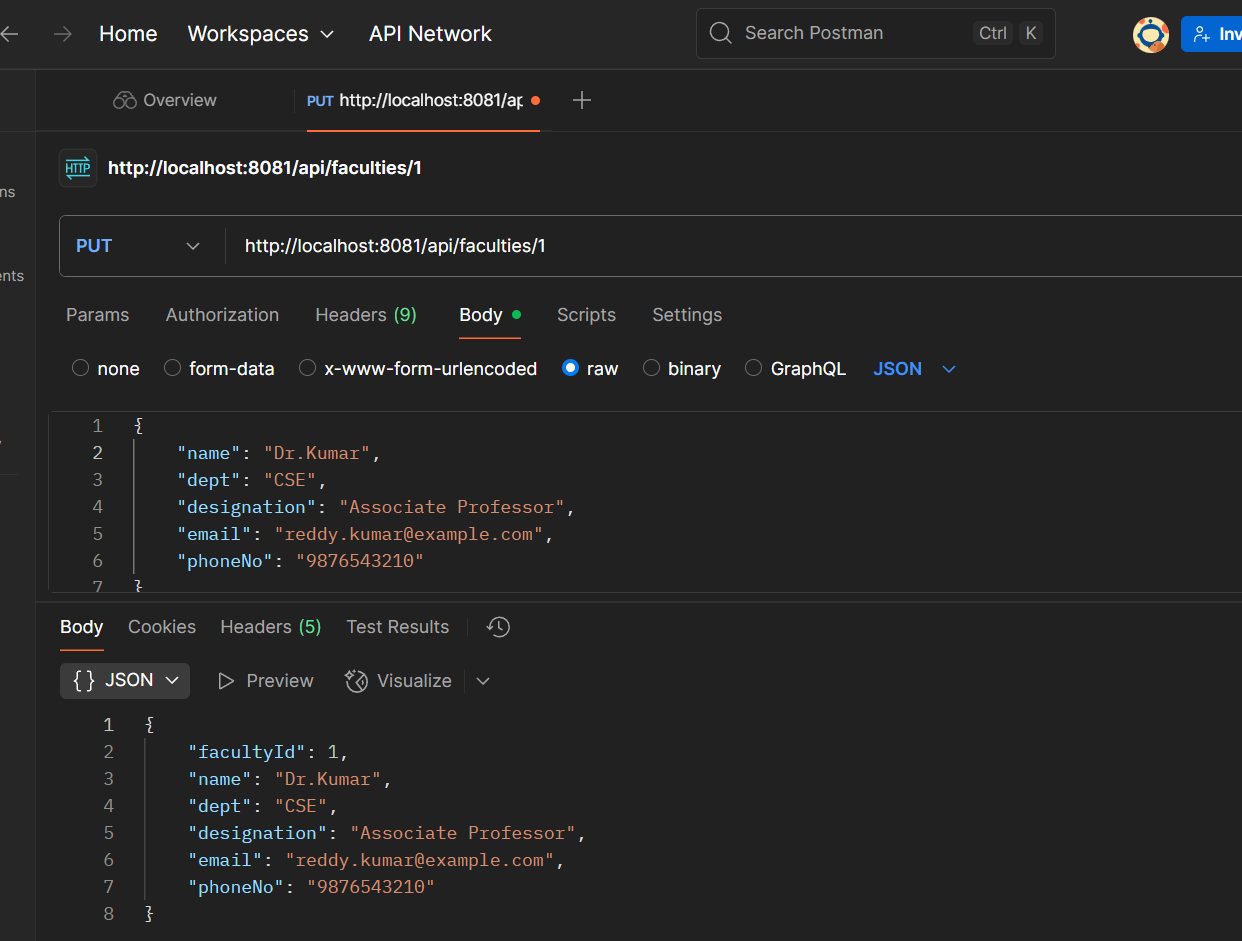 Home Workspaces API Network Search Postman Ctrl K Inv
Overview PUT http://localhost:8081/ap
HTTP http://localhost:8081/api/faculties/1
ns
PUT http://localhost:8081/api/faculties/1
ents
Params Authorization Headers (9) Body Scripts Settings
none form-data x-www-form-urlencoded raw binary GraphQL JSON
1 {
2 "name": "Dr.Kumar",
3 "dept": "CSE",
4 "designation": "Associate Professor",
5 "email": "reddy.kumar@example.com",
6 "phoneNo": "9876543210"
7 }
Body Cookies Headers (5) Test Results
{} JSON Preview Visualize
1 {
2 "facultyId": 1,
3 "name": "Dr.Kumar",
4 "dept": "CSE",
5 "designation": "Associate Professor",
6 "email": "reddy.kumar@example.com",
7 "phoneNo": "9876543210"
8 }